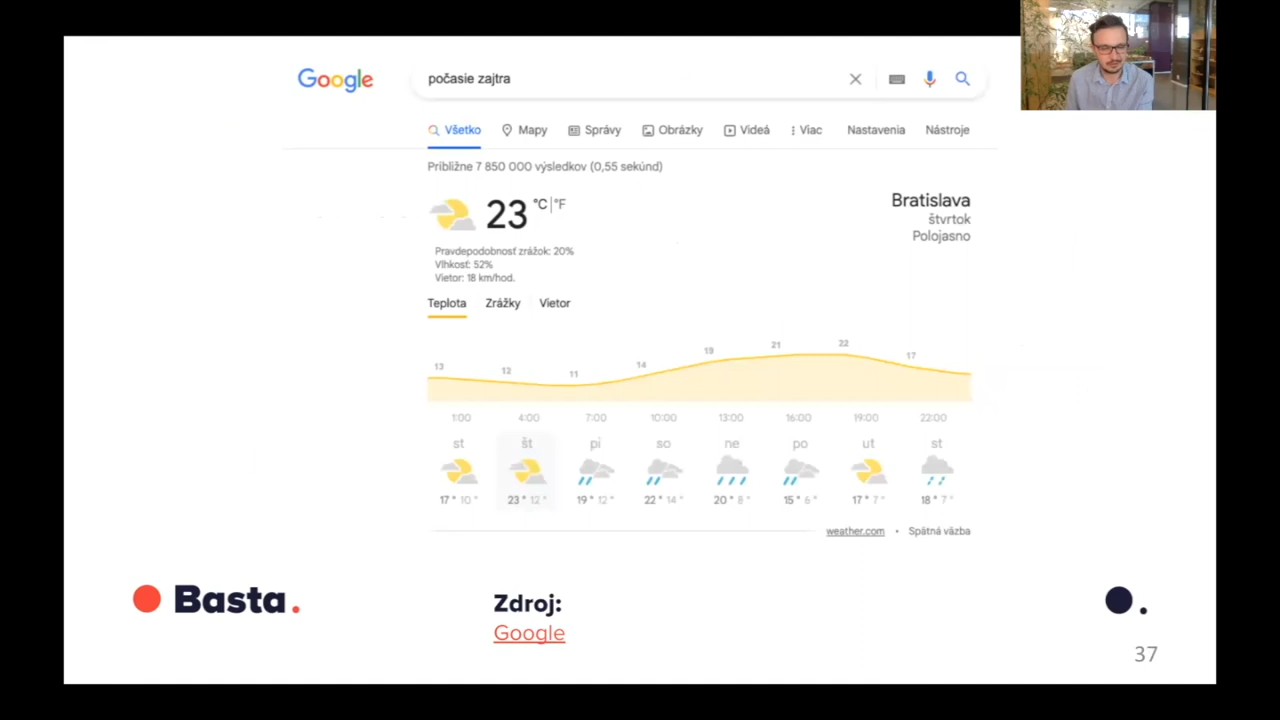 Google
počasie zajtra
Všetko Mapy Správy Obrázky Videá Viac Nastavenia Nástroje
Približne 7 850 000 výsledkov (0,55 sekúnd)
23 °C | °F
Bratislava
štvrtok
Polojasno
Pravdepodobnosť zrážok: 20%
Vlhkosť: 52%
Vietor: 18 km/hod.
Teplota Zrážky Vietor
13 12 11 14 19 21 22 17
1:00 4:00 7:00 10:00 13:00 16:00 19:00 22:00
st št pi so ne po ut st
17° 10° 23° 12° 19° 12° 22° 14° 20° 8° 15° 6° 17° 7° 18° 7°
weather.com • Spätná väzba
Basta.
Zdroj:
Google
37